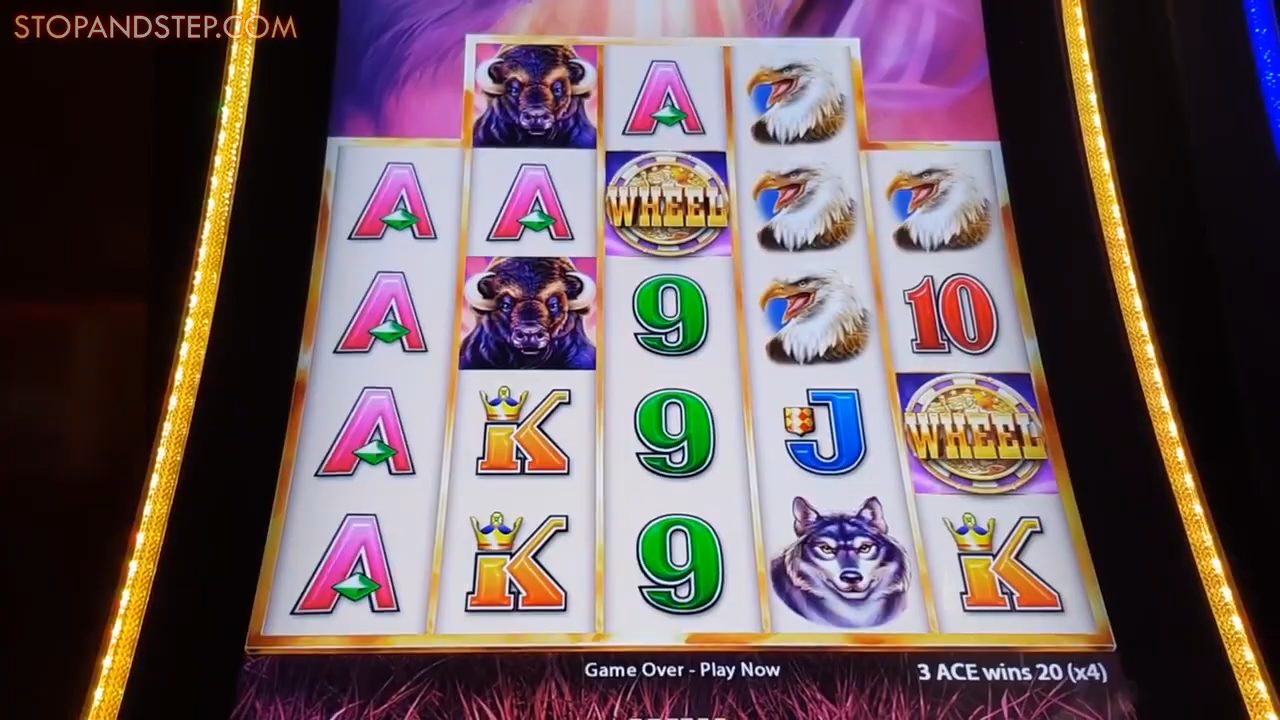 STOPANDSTEP.COM
A
A A WHEEL
A 9 10
A K 9 J WHEEL
A K 9 K
Game Over - Play Now
3 ACE wins 20 (x4)